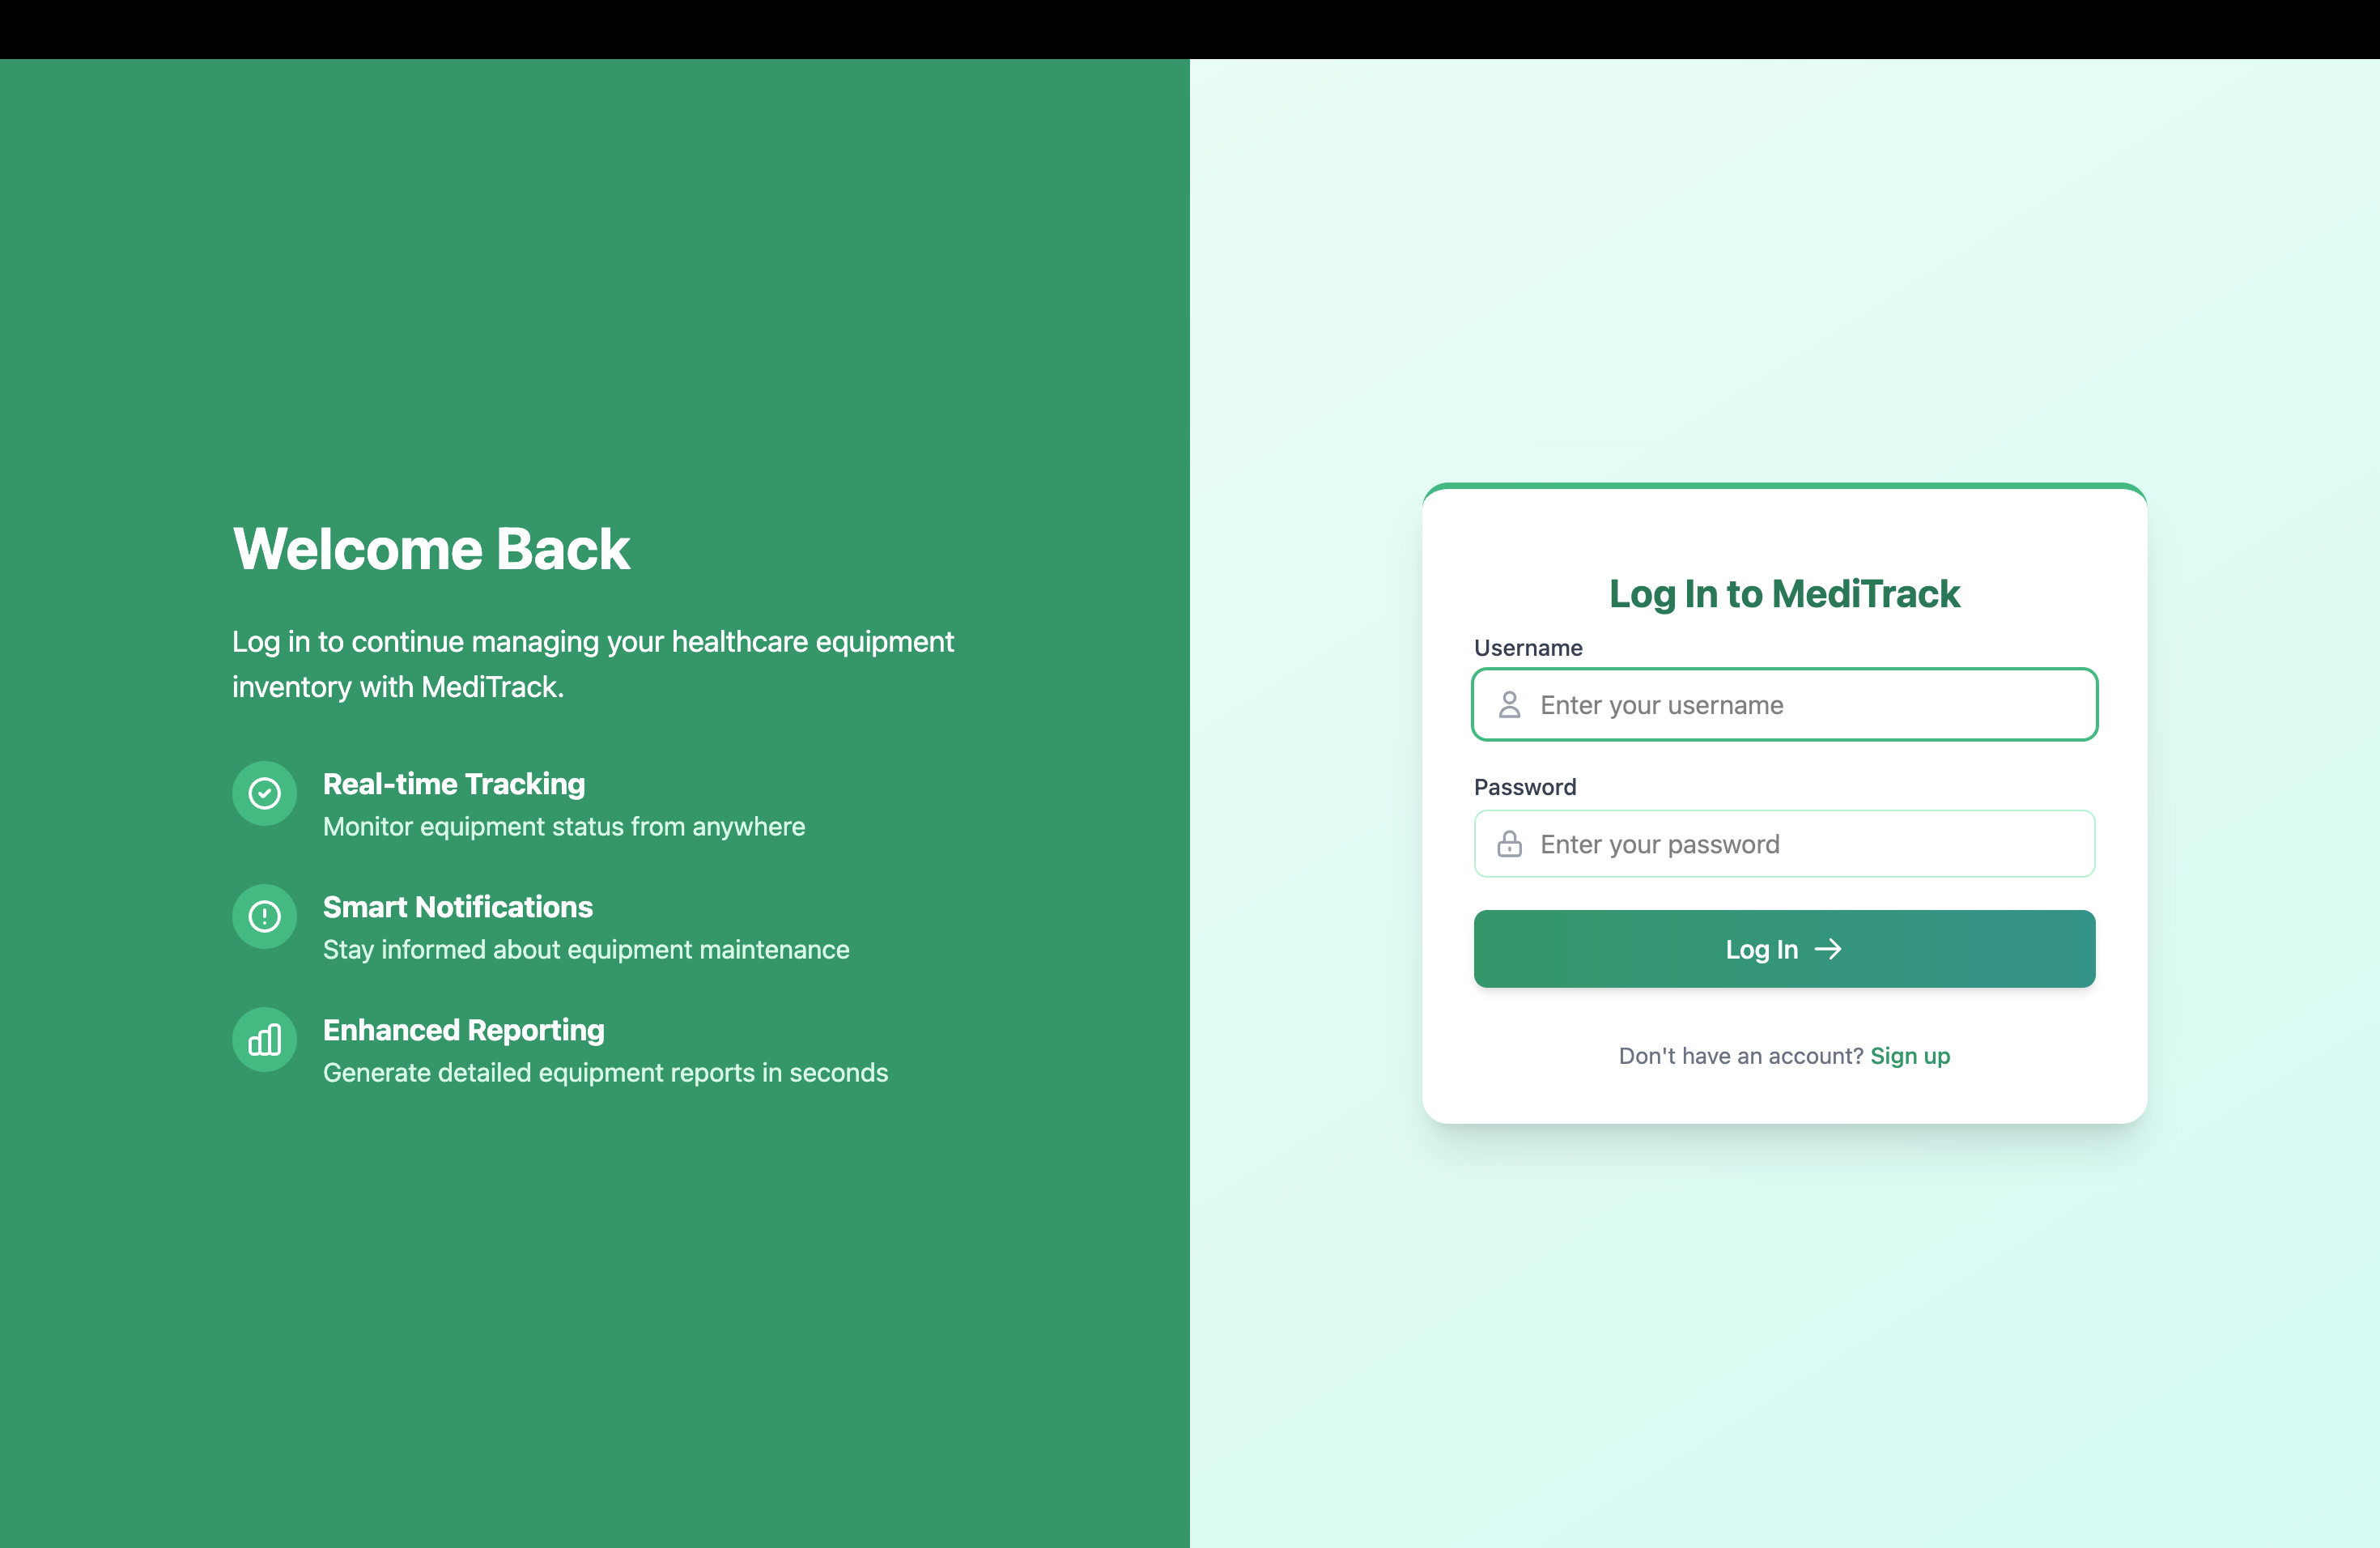 Welcome Back
Log in to continue managing your healthcare equipment
inventory with MediTrack.
Real-time Tracking
Monitor equipment status from anywhere
Smart Notifications
Stay informed about equipment maintenance
Enhanced Reporting
Generate detailed equipment reports in seconds
Log In to MediTrack
Username
Enter your username
Password
Enter your password
Log In
Don't have an account? Sign up